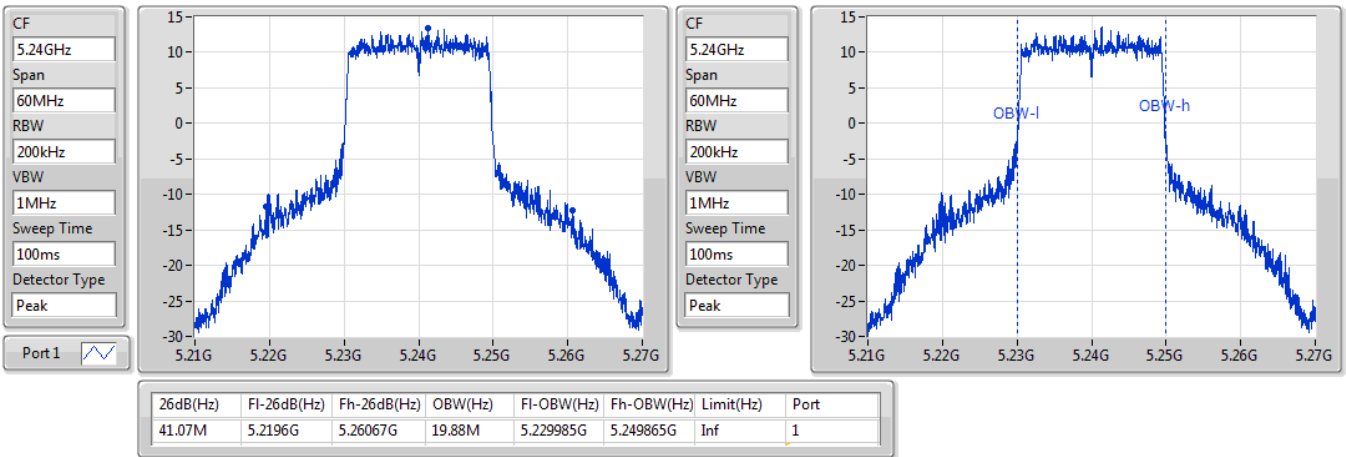 CF
5.24GHz
Span
60MHz
RBW
200kHz
VBW
1MHz
Sweep Time
100ms
Detector Type
Peak
Port 1
15
10
5
0
-5
-10
-15
-20
-25
-30
5.21G 5.22G 5.23G 5.24G 5.25G 5.26G 5.27G
CF
5.24GHz
Span
60MHz
RBW
200kHz
VBW
1MHz
Sweep Time
100ms
Detector Type
Peak
15
10
5
0
-5
-10
-15
-20
-25
-30
OBW-l
OBW-h
5.21G 5.22G 5.23G 5.24G 5.25G 5.26G 5.27G
26dB(Hz) Fl-26dB(Hz) Fh-26dB(Hz) OBW(Hz) Fl-OBW(Hz) Fh-OBW(Hz) Limit(Hz) Port
41.07M 5.2196G 5.26067G 19.88M 5.229985G 5.249865G Inf 1